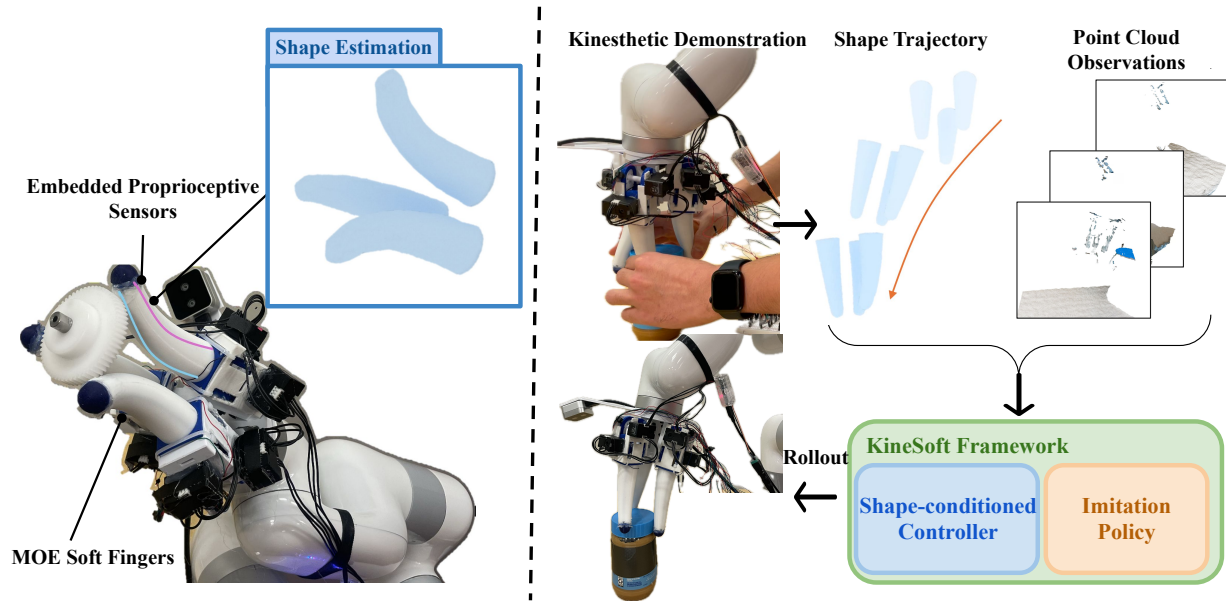 Shape Estimation
Embedded Proprioceptive
Sensors
MOE Soft Fingers
Kinesthetic Demonstration
Shape Trajectory
Point Cloud
Observations
KineSoft Framework
Rollout
Shape-conditioned
Controller
Imitation
Policy